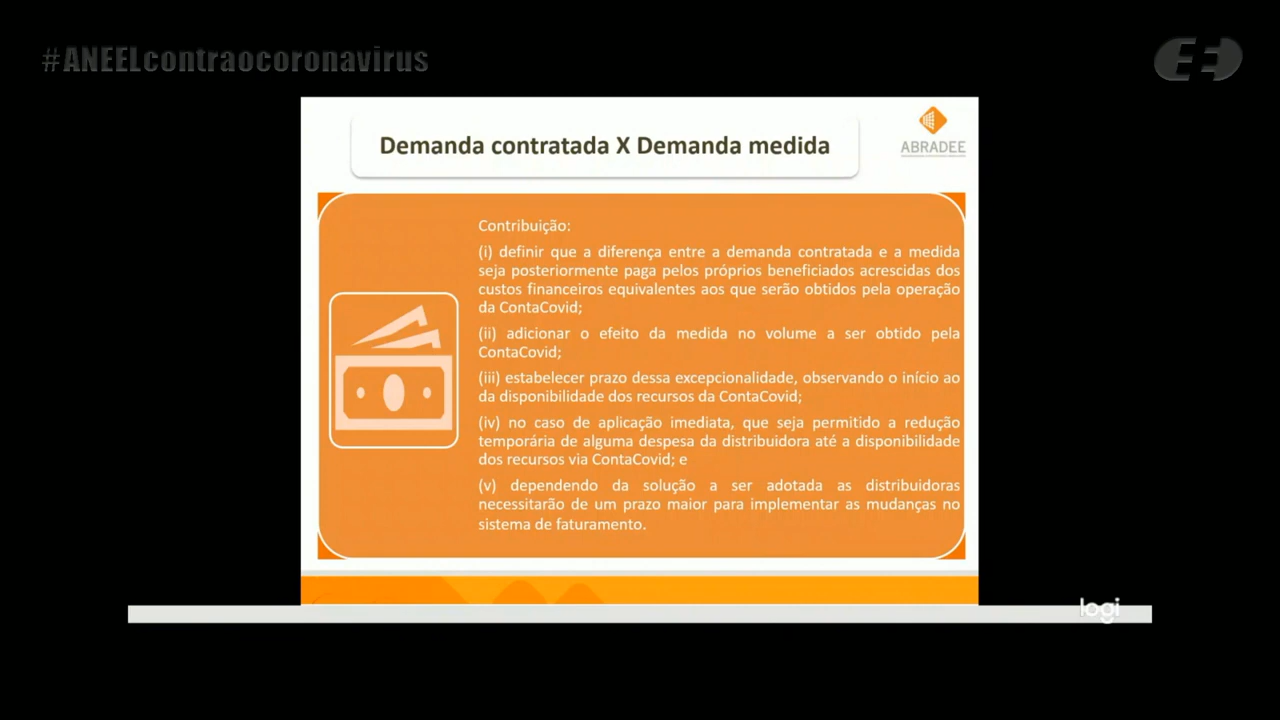 #ANEELcontraocoronavirus
Demanda contratada X Demanda medida
ABRADEE
Contribuição:
(i) definir que a diferença entre a demanda contratada e a medida
seja posteriormente paga pelos próprios beneficiados acrescidas dos
custos financeiros equivalentes aos que serão obtidos pela operação
da ContaCovid;
(ii) adicionar o efeito da medida no volume a ser obtido pela
ContaCovid;
(iii) estabelecer prazo dessa excepcionalidade, observando o início ao
da disponibilidade dos recursos da ContaCovid;
(iv) no caso de aplicação imediata, que seja permitido a redução
temporária de alguma despesa da distribuidora até a disponibilidade
dos recursos via ContaCovid; e
(v) dependendo da solução a ser adotada as distribuidoras
necessitarão de um prazo maior para implementar as mudanças no
sistema de faturamento.
logi